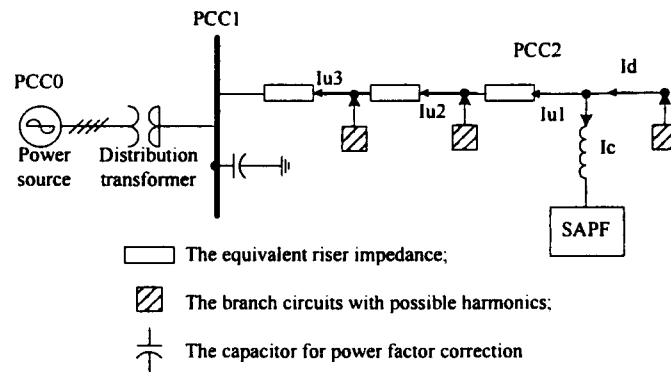 PCC1
PCC0
PCC2
Iu3
Iu2
Iu1
Id
Ic
Power
source
Distribution
transformer
SAPF
The equivalent riser impedance;
The branch circuits with possible harmonics;
The capacitor for power factor correction